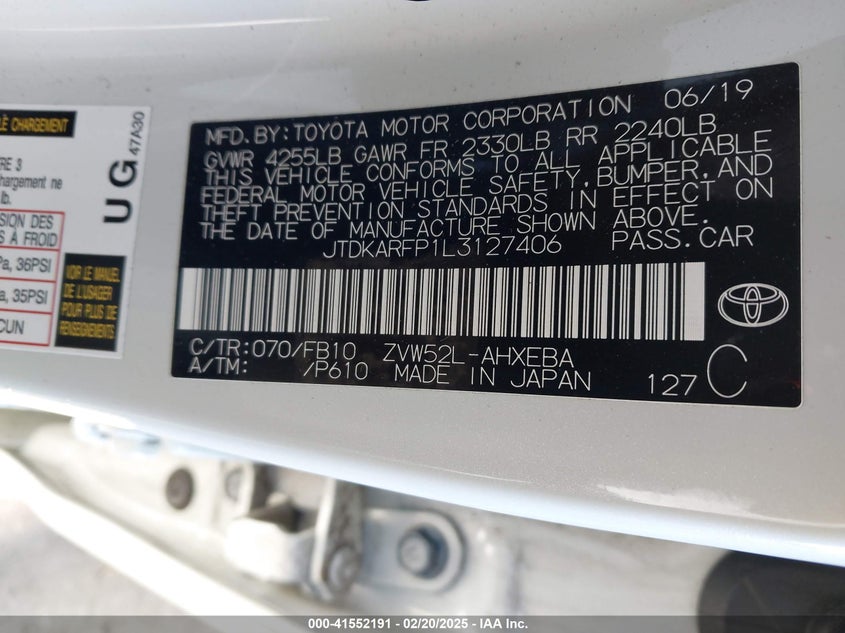 LÈ CHARGEMENT
RE 3
hargement ne
lb.
SION DES
S À FROID
Pa, 36PSI
a, 35PSI
CUN
UG
47A30
VOIR LE MANUEL
DE L'USAGER
POUR PLUS DE
RENSEIGNEMENTS
MFD. BY: TOYOTA MOTOR CORPORATION 06/19
GVWR 4255LB GAWR FR 2330LB RR 2240LB
THIS VEHICLE CONFORMS TO ALL APPLICABLE
FEDERAL MOTOR VEHICLE SAFETY, BUMPER, AND
THEFT PREVENTION STANDARDS IN EFFECT ON
THE DATE OF MANUFACTURE SHOWN ABOVE.
JTDKARFP1L3127406 PASS. CAR
C/TR: 070/FB10 ZVW52L-AHXEBA
A/TM: /P610 MADE IN JAPAN 127 C
000-41552191 - 02/20/2025 - IAA Inc.